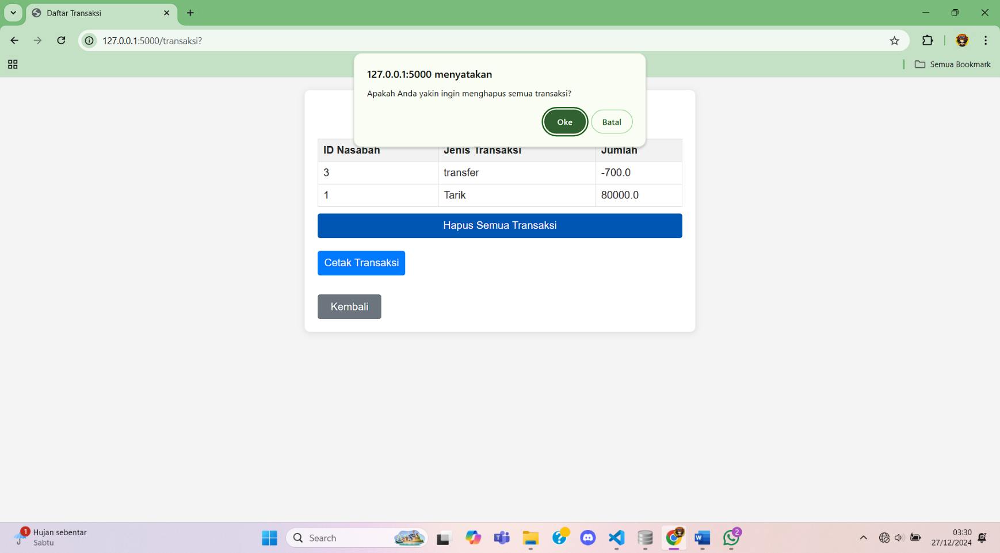 Daftar Transaksi
127.0.0.1:5000/transaksi?
Semua Bookmark
127.0.0.1:5000 menyatakan
Apakah Anda yakin ingin menghapus semua transaksi?
Oke Batal
ID Nasabah Jenis Transaksi Jumlah
3 transfer -700.0
1 Tarik 80000.0
Hapus Semua Transaksi
Cetak Transaksi
Kembali
1 Hujan sebentar
Sabtu
Search
2
03:30
27/12/2024